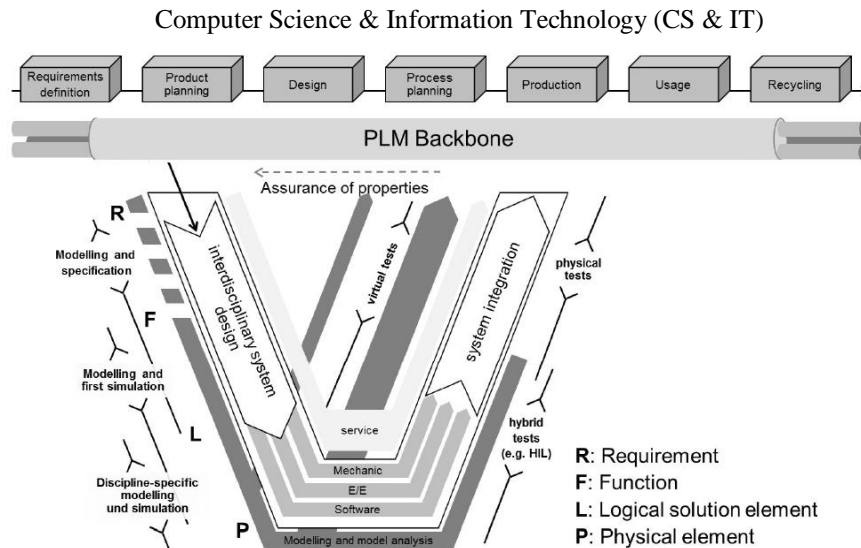 Computer Science & Information Technology (CS & IT)
Requirements
definition
Product
planning
Design
Process
planning
Production
Usage
Recycling
PLM Backbone
Assurance of properties
R
Modelling and
specification
F
Modelling and
first simulation
L
Discipline-specific
modelling
und simulation
P
interdisciplinary system
design
virtual tests
system integration
physical
tests
hybrid
tests
(e.g. HIL)
service
Mechanic
E/E
Software
Modelling and model analysis
R: Requirement
F: Function
L: Logical solution element
P: Physical element